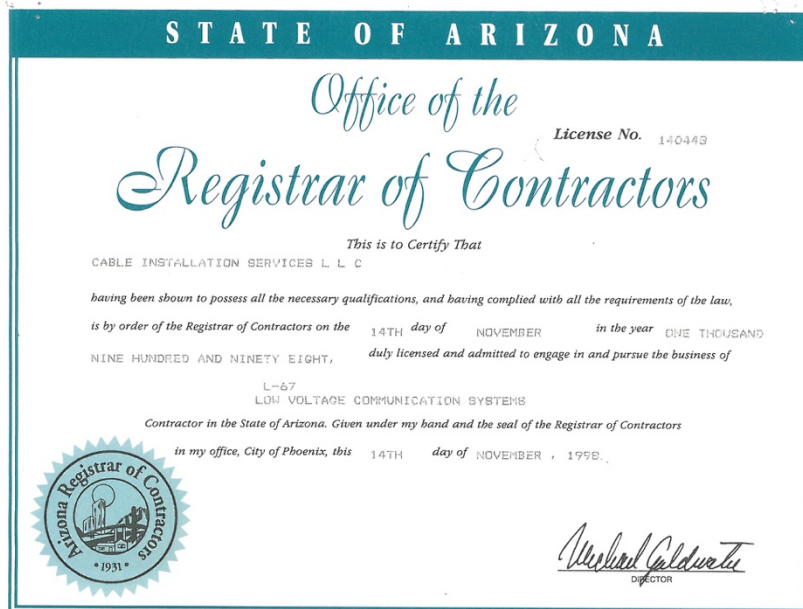 STATE OF ARIZONA
Office of the
License No. 140443
Registrar of Contractors
This is to Certify That
CABLE INSTALLATION SERVICES L L C
having been shown to possess all the necessary qualifications, and having complied with all the requirements of the law,
is by order of the Registrar of Contractors on the 14TH day of NOVEMBER in the year ONE THOUSAND
NINE HUNDRED AND NINETY EIGHT, duly licensed and admitted to engage in and pursue the business of
L-67
LOW VOLTAGE COMMUNICATION SYSTEMS
Contractor in the State of Arizona. Given under my hand and the seal of the Registrar of Contractors
in my office, City of Phoenix, this 14TH day of NOVEMBER , 1998.
Arizona Registrar of Contractors
•1931•
Michael Goldwater
DIRECTOR